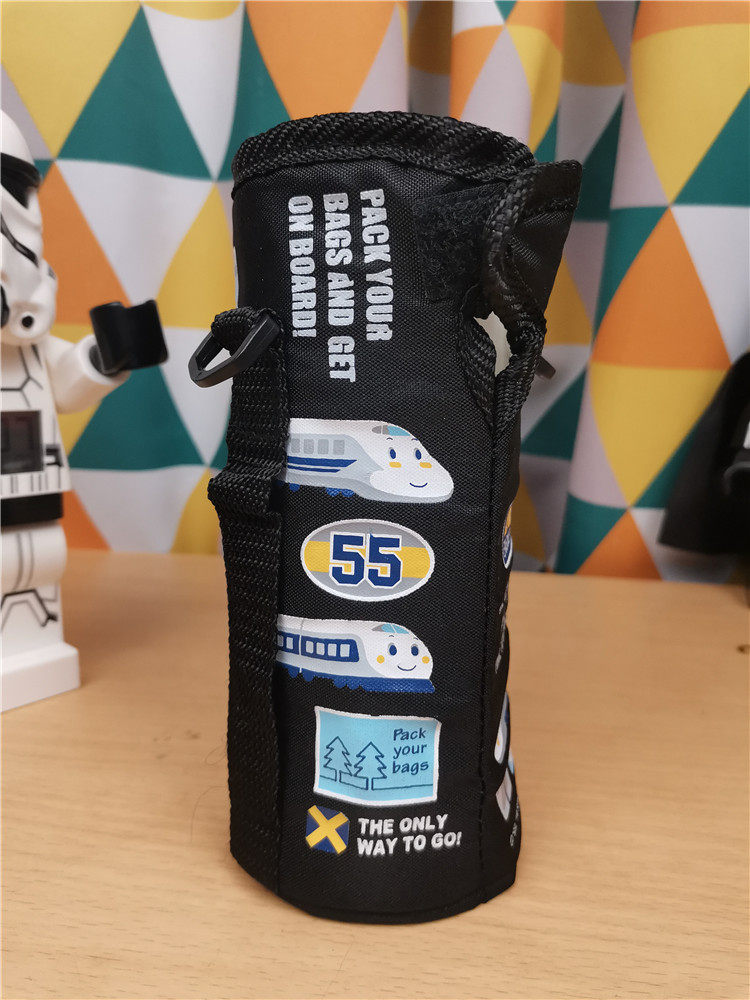 PACK YOUR
BAGS AND GET
ON BOARD!
55
Pack
your
bags
THE ONLY
WAY TO GO!